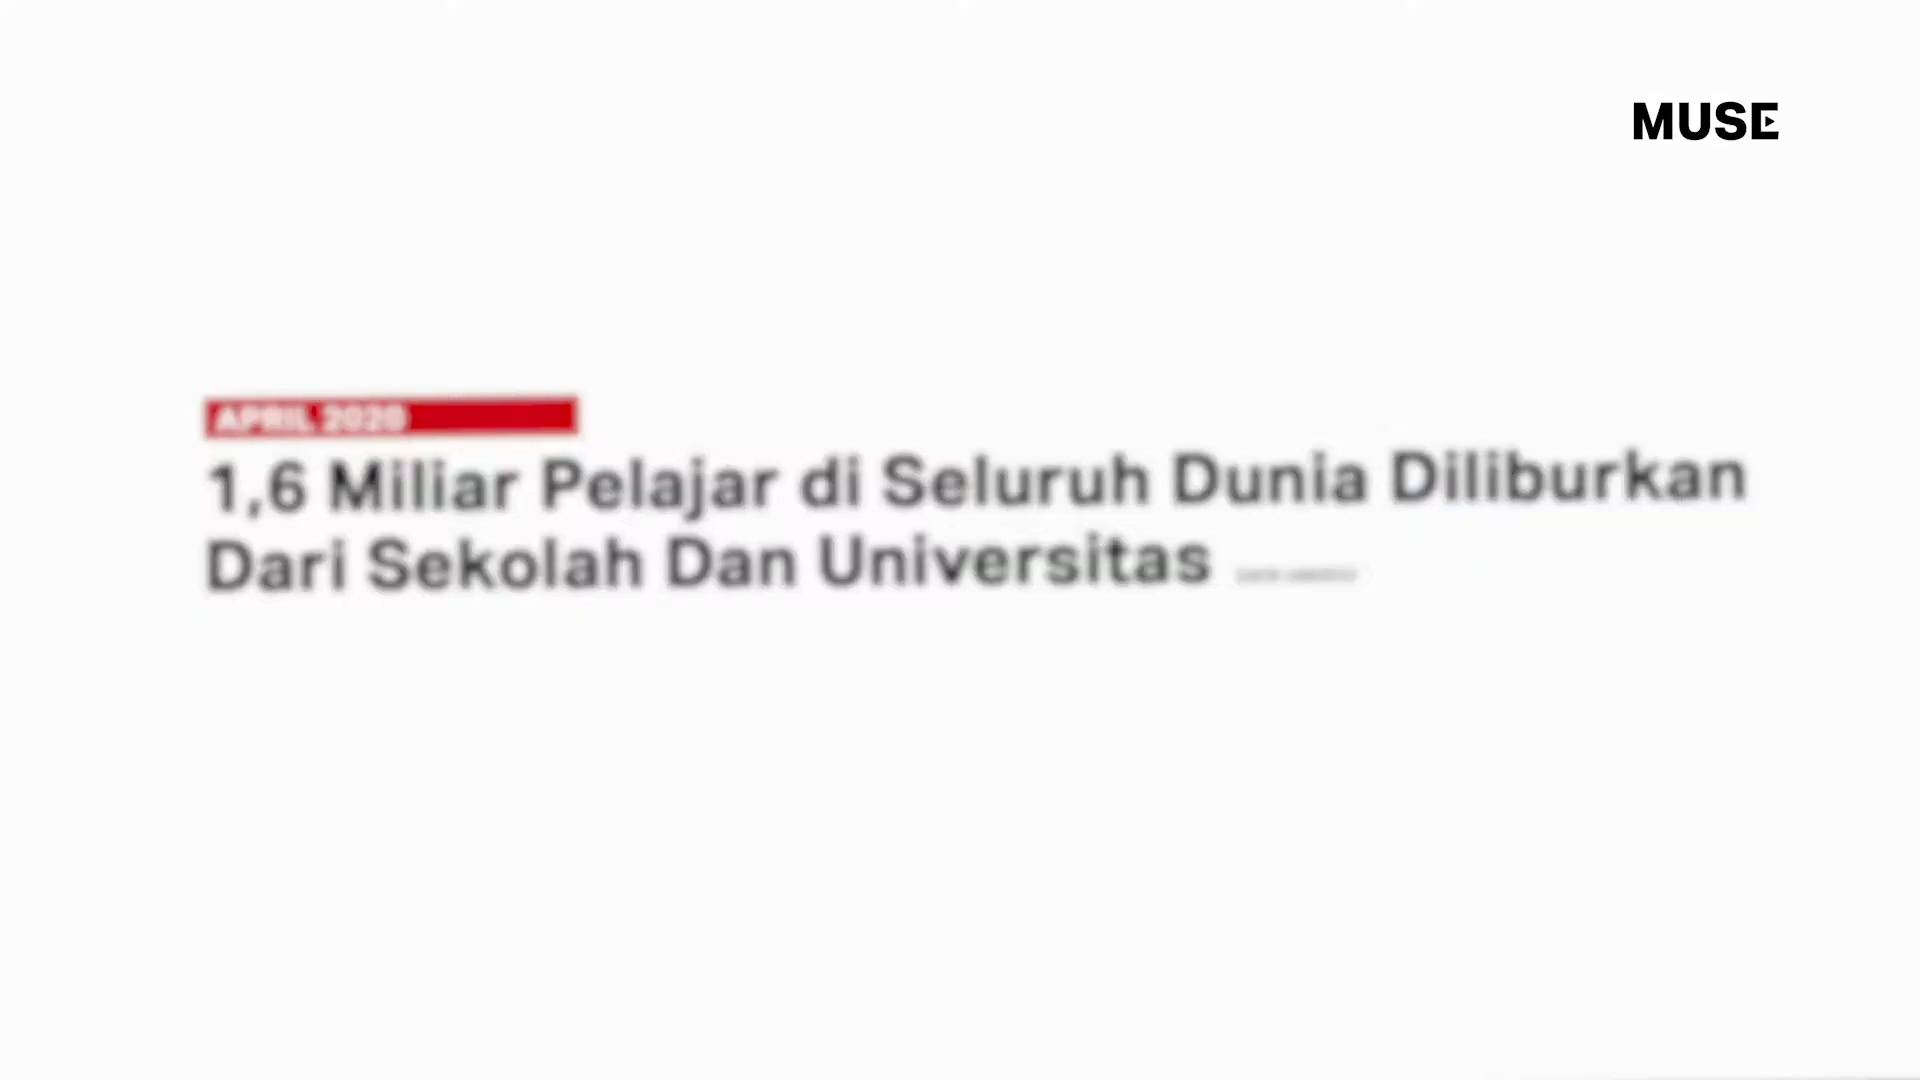 MUSE
APRIL 2020
1,6 Miliar Pelajar di Seluruh Dunia Diliburkan
Dari Sekolah Dan Universitas